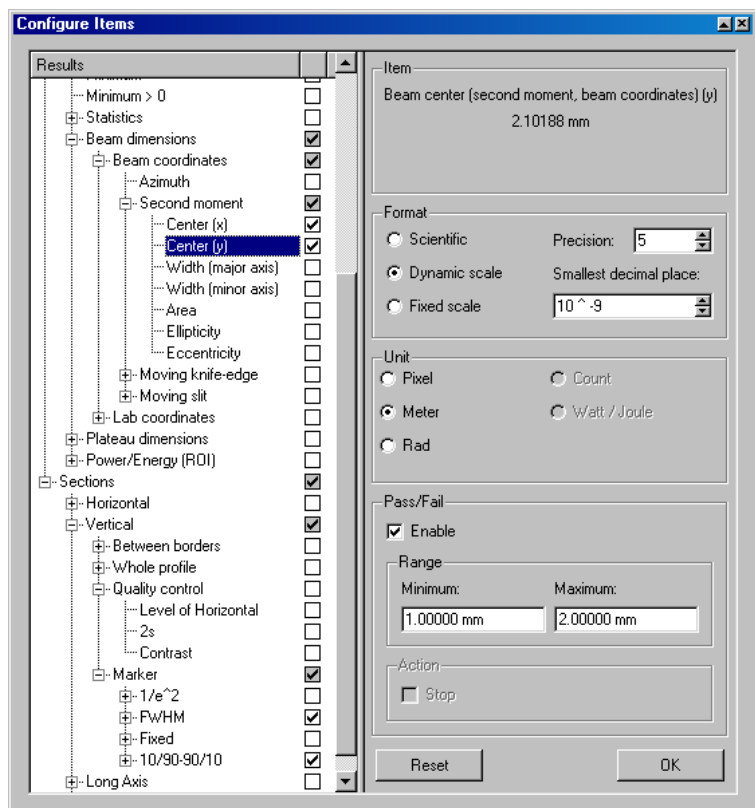 Configure Items
Results
Minimum
Minimum > 0
Statistics
Beam dimensions
Beam coordinates
Azimuth
Second moment
Center (x)
Center (y)
Width (major axis)
Width (minor axis)
Area
Ellipticity
Eccentricity
Moving knife-edge
Moving slit
Lab coordinates
Plateau dimensions
Power/Energy (ROI)
Sections
Horizontal
Vertical
Between borders
Whole profile
Quality control
Level of Horizontal
2s
Contrast
Marker
1/e^2
FWHM
Fixed
10/90-90/10
Long Axis
Item
Beam center (second moment, beam coordinates) (y)
2.10188 mm
Format
Scientific
Precision: 5
Dynamic scale
Smallest decimal place:
Fixed scale
10 ^ -9
Unit
Pixel
Count
Meter
Watt / Joule
Rad
Pass/Fail
Enable
Range
Minimum: Maximum:
1.00000 mm 2.00000 mm
Action
Stop
Reset OK